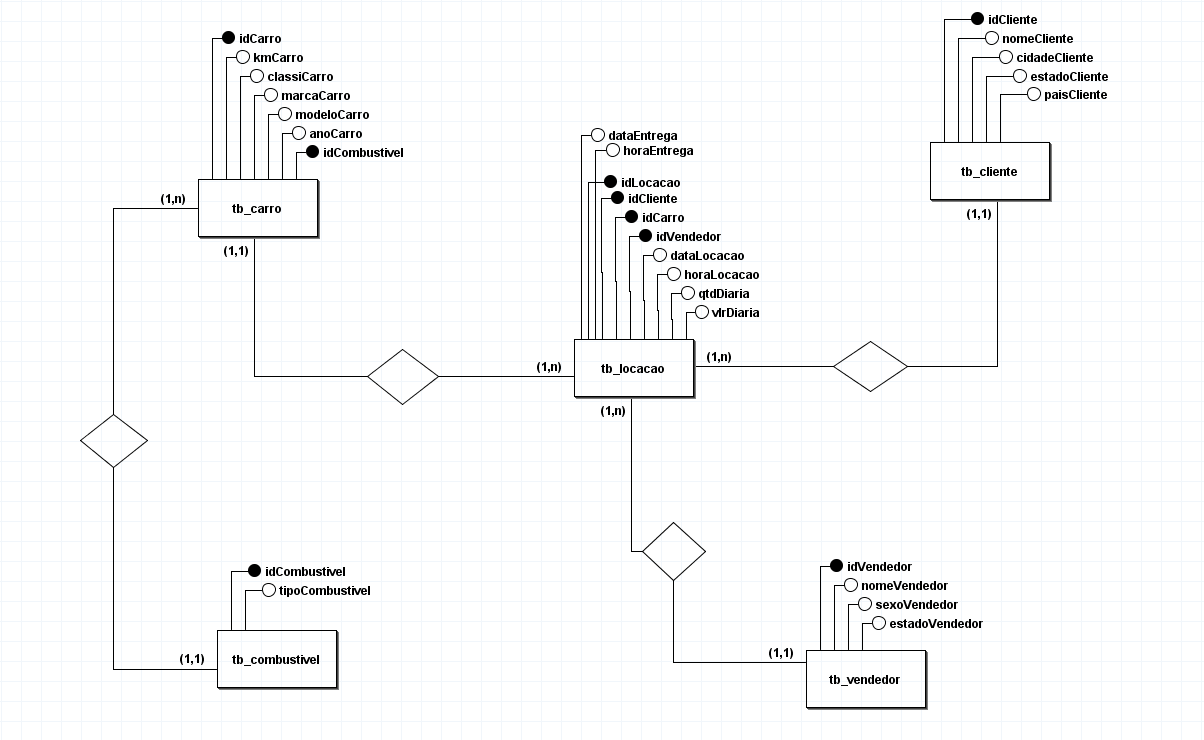 idCarro
kmCarro
classiCarro
marcaCarro
modeloCarro
anoCarro
idCombustivel
(1,n)
tb_carro
(1,1)
idCliente
nomeCliente
cidadeCliente
estadoCliente
paisCliente
tb_cliente
(1,1)
dataEntrega
horaEntrega
idLocacao
idCliente
idCarro
idVendedor
dataLocacao
horaLocacao
qtdDiaria
vlrDiaria
(1,n)
tb_locacao
(1,n)
(1,n)
idCombustivel
tipoCombustivel
(1,1)
tb_combustivel
idVendedor
nomeVendedor
sexoVendedor
estadoVendedor
(1,1)
tb_vendedor